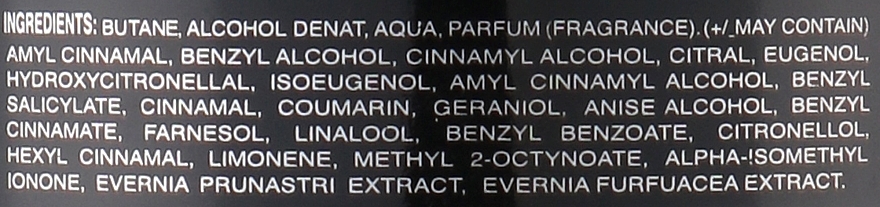 INGREDIENTS: BUTANE, ALCOHOL DENAT, AQUA, PARFUM (FRAGRANCE). (+/_MAY CONTAIN)
AMYL CINNAMAL, BENZYL ALCOHOL, CINNAMYL ALCOHOL, CITRAL, EUGENOL,
HYDROXYCITRONELLAL, ISOEUGENOL, AMYL CINNAMYL ALCOHOL, BENZYL
SALICYLATE, CINNAMAL, COUMARIN, GERANIOL, ANISE ALCOHOL, BENZYL
CINNAMATE, FARNESOL, LINALOOL, BENZYL BENZOATE, CITRONELLOL,
HEXYL CINNAMAL, LIMONENE, METHYL 2-OCTYNOATE, ALPHA-!SOMETHYL
IONONE, EVERNIA PRUNASTRI EXTRACT, EVERNIA FURFUACEA EXTRACT.